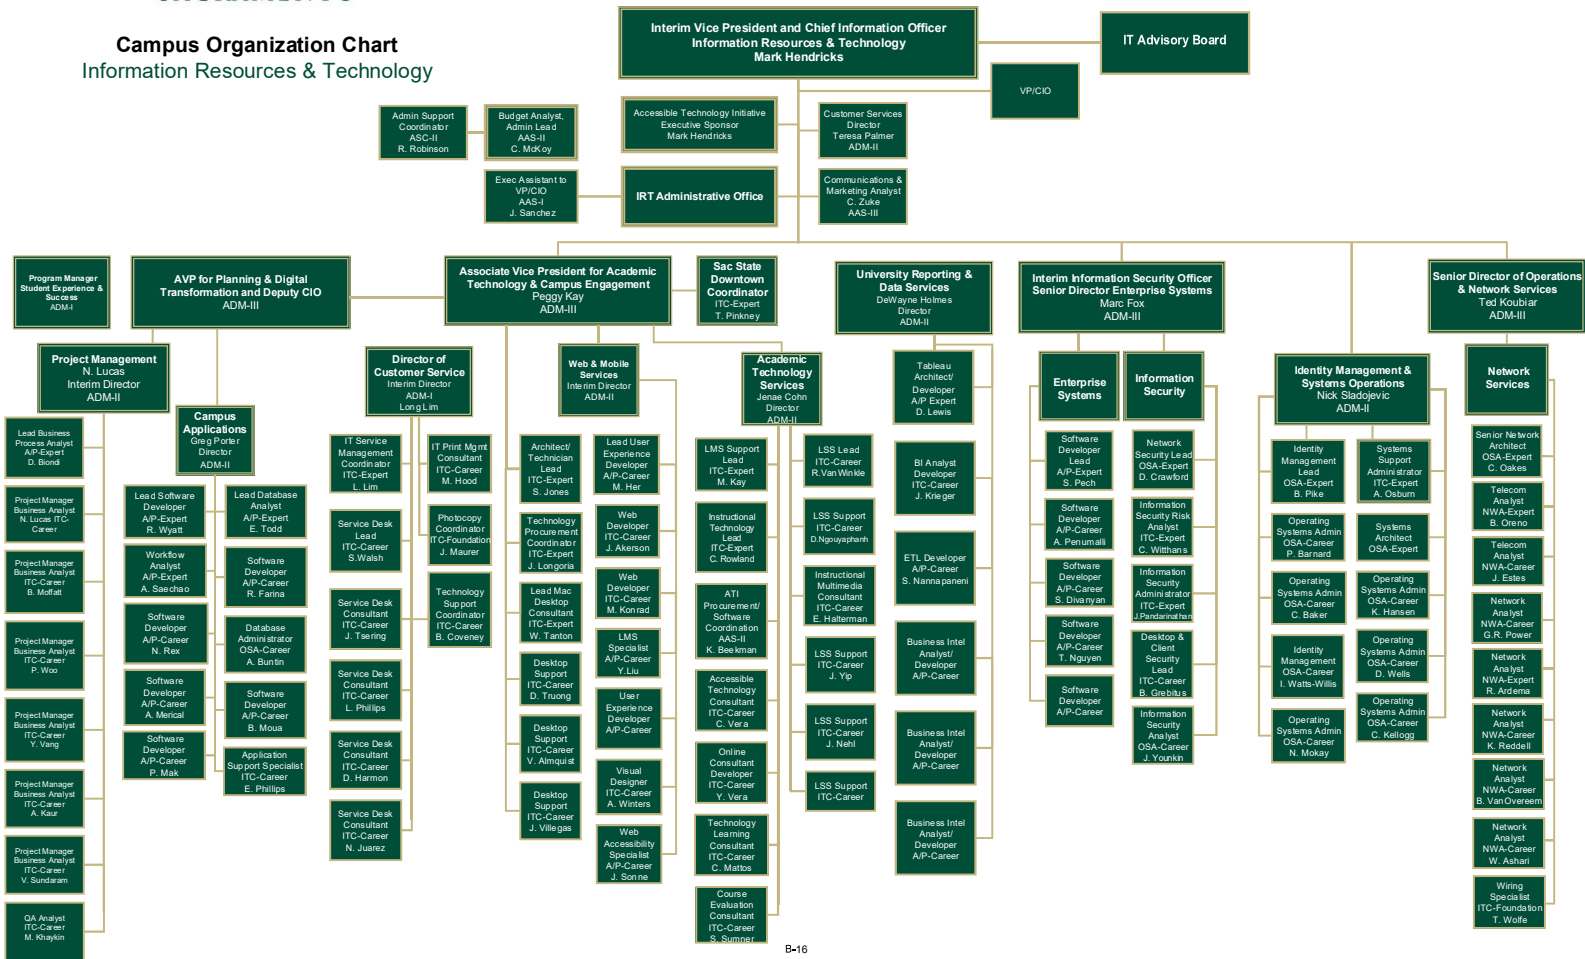 Campus Organization Chart
Information Resources & Technology
Interim Vice President and Chief Information Officer
Information Resources & Technology
Mark Hendricks
IT Advisory Board
VP/CIO
Admin Support
Coordinator
ASC-II
R. Robinson
Budget Analyst,
Admin Lead
AAS-II
C. McKoy
Accessible Technology Initiative
Executive Sponsor
Mark Hendricks
Customer Services
Director
Teresa Palmer
ADM-II
Exec Assistant to
VP/CIO
AAS-I
J. Sanchez
IRT Administrative Office
Communications &
Marketing Analyst
C. Zuke
AAS-III
Program Manager
Student Experience &
Success
ADM-I
AVP for Planning & Digital
Transformation and Deputy CIO
ADM-III
Associate Vice President for Academic
Technology & Campus Engagement
Peggy Kay
ADM-III
Sac State
Downtown
Coordinator
ITC-Expert
T. Pinkney
University Reporting &
Data Services
DeWayne Holmes
Director
ADM-II
Interim Information Security Officer
Senior Director Enterprise Systems
Marc Fox
ADM-III
Senior Director of Operations
& Network Services
Ted Koubiar
ADM-III
Project Management
N. Lucas
Interim Director
ADM-II
Campus
Applications
Greg Porter
Director
ADM-II
Director of
Customer Service
Interim Director
ADM-I
Long Lim
Web & Mobile
Services
Interim Director
ADM-II
Academic
Technology
Services
Jenae Cohn
Director
ADM-II
Enterprise
Systems
Information
Security
Identity Management &
Systems Operations
Nick Sladojevic
ADM-II
Network
Services
Lead Business
Process Analyst
A/P-Expert
D. Biondi
Project Manager
Business Analyst
N. Lucas ITC-
Career
Project Manager
Business Analyst
ITC-Career
B. Moffatt
Project Manager
Business Analyst
ITC-Career
P. Woo
Project Manager
Business Analyst
ITC-Career
Y. Vang
Project Manager
Business Analyst
ITC-Career
A. Kaur
Project Manager
Business Analyst
ITC-Career
V. Sundaram
QA Analyst
ITC-Career
M. Khaykin
Lead Software
Developer
A/P-Expert
R. Wyatt
Workflow
Analyst
A/P-Expert
A. Saechao
Software
Developer
A/P-Career
N. Rex
Software
Developer
A/P-Career
A. Merical
Software
Developer
A/P-Career
P. Mak
Lead Database
Analyst
A/P-Expert
E. Todd
Software
Developer
A/P-Career
R. Farina
Database
Administrator
OSA-Career
A. Buntin
Software
Developer
A/P-Career
B. Moua
Application
Support Specialist
ITC-Career
E. Phillips
IT Service
Management
Coordinator
ITC-Expert
L. Lim
Service Desk
Lead
ITC-Career
S.Walsh
Service Desk
Consultant
ITC-Career
J. Tsering
Service Desk
Consultant
ITC-Career
L. Phillips
Service Desk
Consultant
ITC-Career
D. Harmon
Service Desk
Consultant
ITC-Career
N. Juarez
IT Print Mgmt
Consultant
ITC-Career
M. Hood
Photocopy
Coordinator
ITC-Foundation
J. Maurer
Technology
Support
Coordinator
ITC-Career
B. Coveney
Architect/
Technician
Lead
ITC-Expert
S. Jones
Technology
Procurement
Coordinator
ITC-Expert
J. Longoria
Lead Mac
Desktop
Consultant
ITC-Expert
W. Tanton
Desktop
Support
ITC-Career
D. Truong
Desktop
Support
ITC-Career
V. Almquist
Desktop
Support
ITC-Career
J. Villegas
Lead User
Experience
Developer
A/P-Career
M. Her
Web
Developer
ITC-Career
J. Akerson
Web
Developer
ITC-Career
M. Konrad
LMS
Specialist
A/P-Career
Y.Liu
User
Experience
Developer
A/P-Career
Visual
Designer
ITC-Career
A. Winters
Web
Accessibility
Specialist
A/P-Career
J. Sonne
LMS Support
Lead
ITC-Expert
M. Kay
Instructional
Technology
Lead
ITC-Expert
C. Rowland
ATI
Procurement/
Software
Coordination
AAS-II
K. Beekman
Accessible
Technology
Consultant
ITC-Career
C. Vera
Online
Consultant
Developer
ITC-Career
Y. Vera
Technology
Learning
Consultant
ITC-Career
C. Mattos
Course
Evaluation
Consultant
ITC-Career
S. Sumner
LSS Lead
ITC-Career
R.VanWinkle
LSS Support
ITC-Career
D.Ngouyaphanh
Instructional
Multimedia
Consultant
ITC-Career
E. Halterman
LSS Support
ITC-Career
J. Yip
LSS Support
ITC-Career
J. Nehl
LSS Support
ITC-Career
Tableau
Architect/
Developer
A/P Expert
D. Lewis
BI Analyst
Developer
ITC-Career
J. Krieger
ETL Developer
A/P-Career
S. Nannapaneni
Business Intel
Analyst/
Developer
A/P-Career
Business Intel
Analyst/
Developer
A/P-Career
Business Intel
Analyst/
Developer
A/P-Career
Software
Developer
Lead
A/P-Expert
S. Pech
Software
Developer
A/P-Career
A. Penumalli
Software
Developer
A/P-Career
S. Divanyan
Software
Developer
A/P-Career
T. Nguyen
Software
Developer
A/P-Career
Network
Security Lead
OSA-Expert
D. Crawford
Information
Security Risk
Analyst
ITC-Expert
C. Witthans
Information
Security
Administrator
ITC-Expert
J.Pandarinathan
Desktop &
Client
Security
Lead
ITC-Career
B. Grebitus
Information
Security
Analyst
OSA-Career
J. Younkin
Identity
Management
Lead
OSA-Expert
B. Pike
Operating
Systems Admin
OSA-Career
P. Barnard
Operating
Systems Admin
OSA-Career
C. Baker
Identity
Management
OSA-Career
I. Watts-Willis
Operating
Systems Admin
OSA-Career
N. Mokay
Systems
Support
Administrator
ITC-Expert
A. Osburn
Systems
Architect
OSA-Expert
Operating
Systems Admin
OSA-Career
K. Hansen
Operating
Systems Admin
OSA-Career
D. Wells
Operating
Systems Admin
OSA-Career
C. Kellogg
Senior Network
Architect
OSA-Expert
C. Oakes
Telecom
Analyst
NWA-Expert
B. Oreno
Telecom
Analyst
NWA-Career
J. Estes
Network
Analyst
NWA-Career
G.R. Power
Network
Analyst
NWA-Expert
R. Ardema
Network
Analyst
NWA-Career
K. Reddell
Network
Analyst
NWA-Career
B. VanOvereem
Network
Analyst
NWA-Career
W. Ashari
Wiring
Specialist
ITC-Foundation
T. Wolfe
B-16